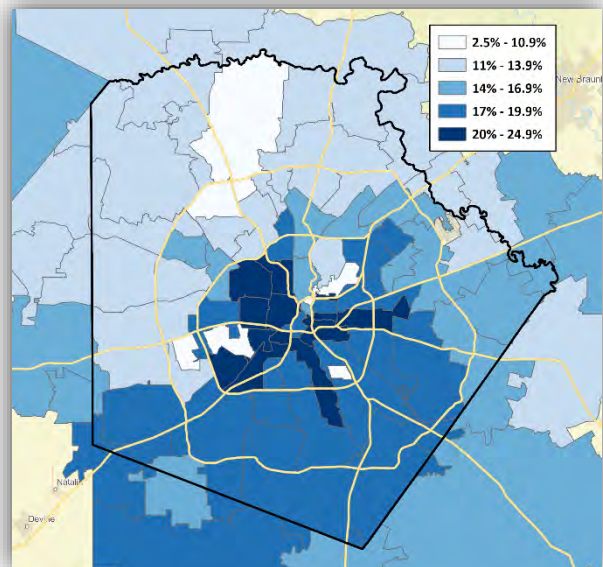 2.5% - 10.9%
11% - 13.9%
14% - 16.9%
17% - 19.9%
20% - 24.9%
New Braunf
Natalia
Devine